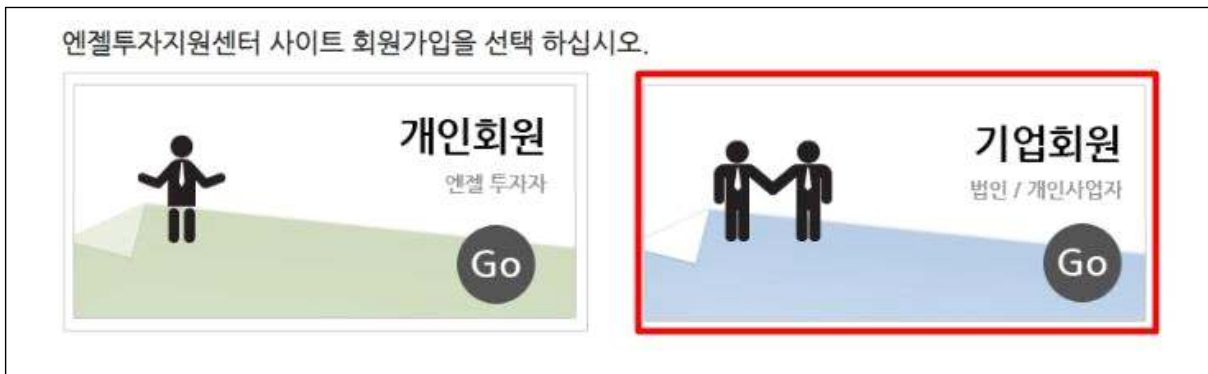 엔젤투자지원센터 사이트 회원가입을 선택 하십시오.
개인회원
엔젤 투자자
Go
기업회원
법인 / 개인사업자
Go